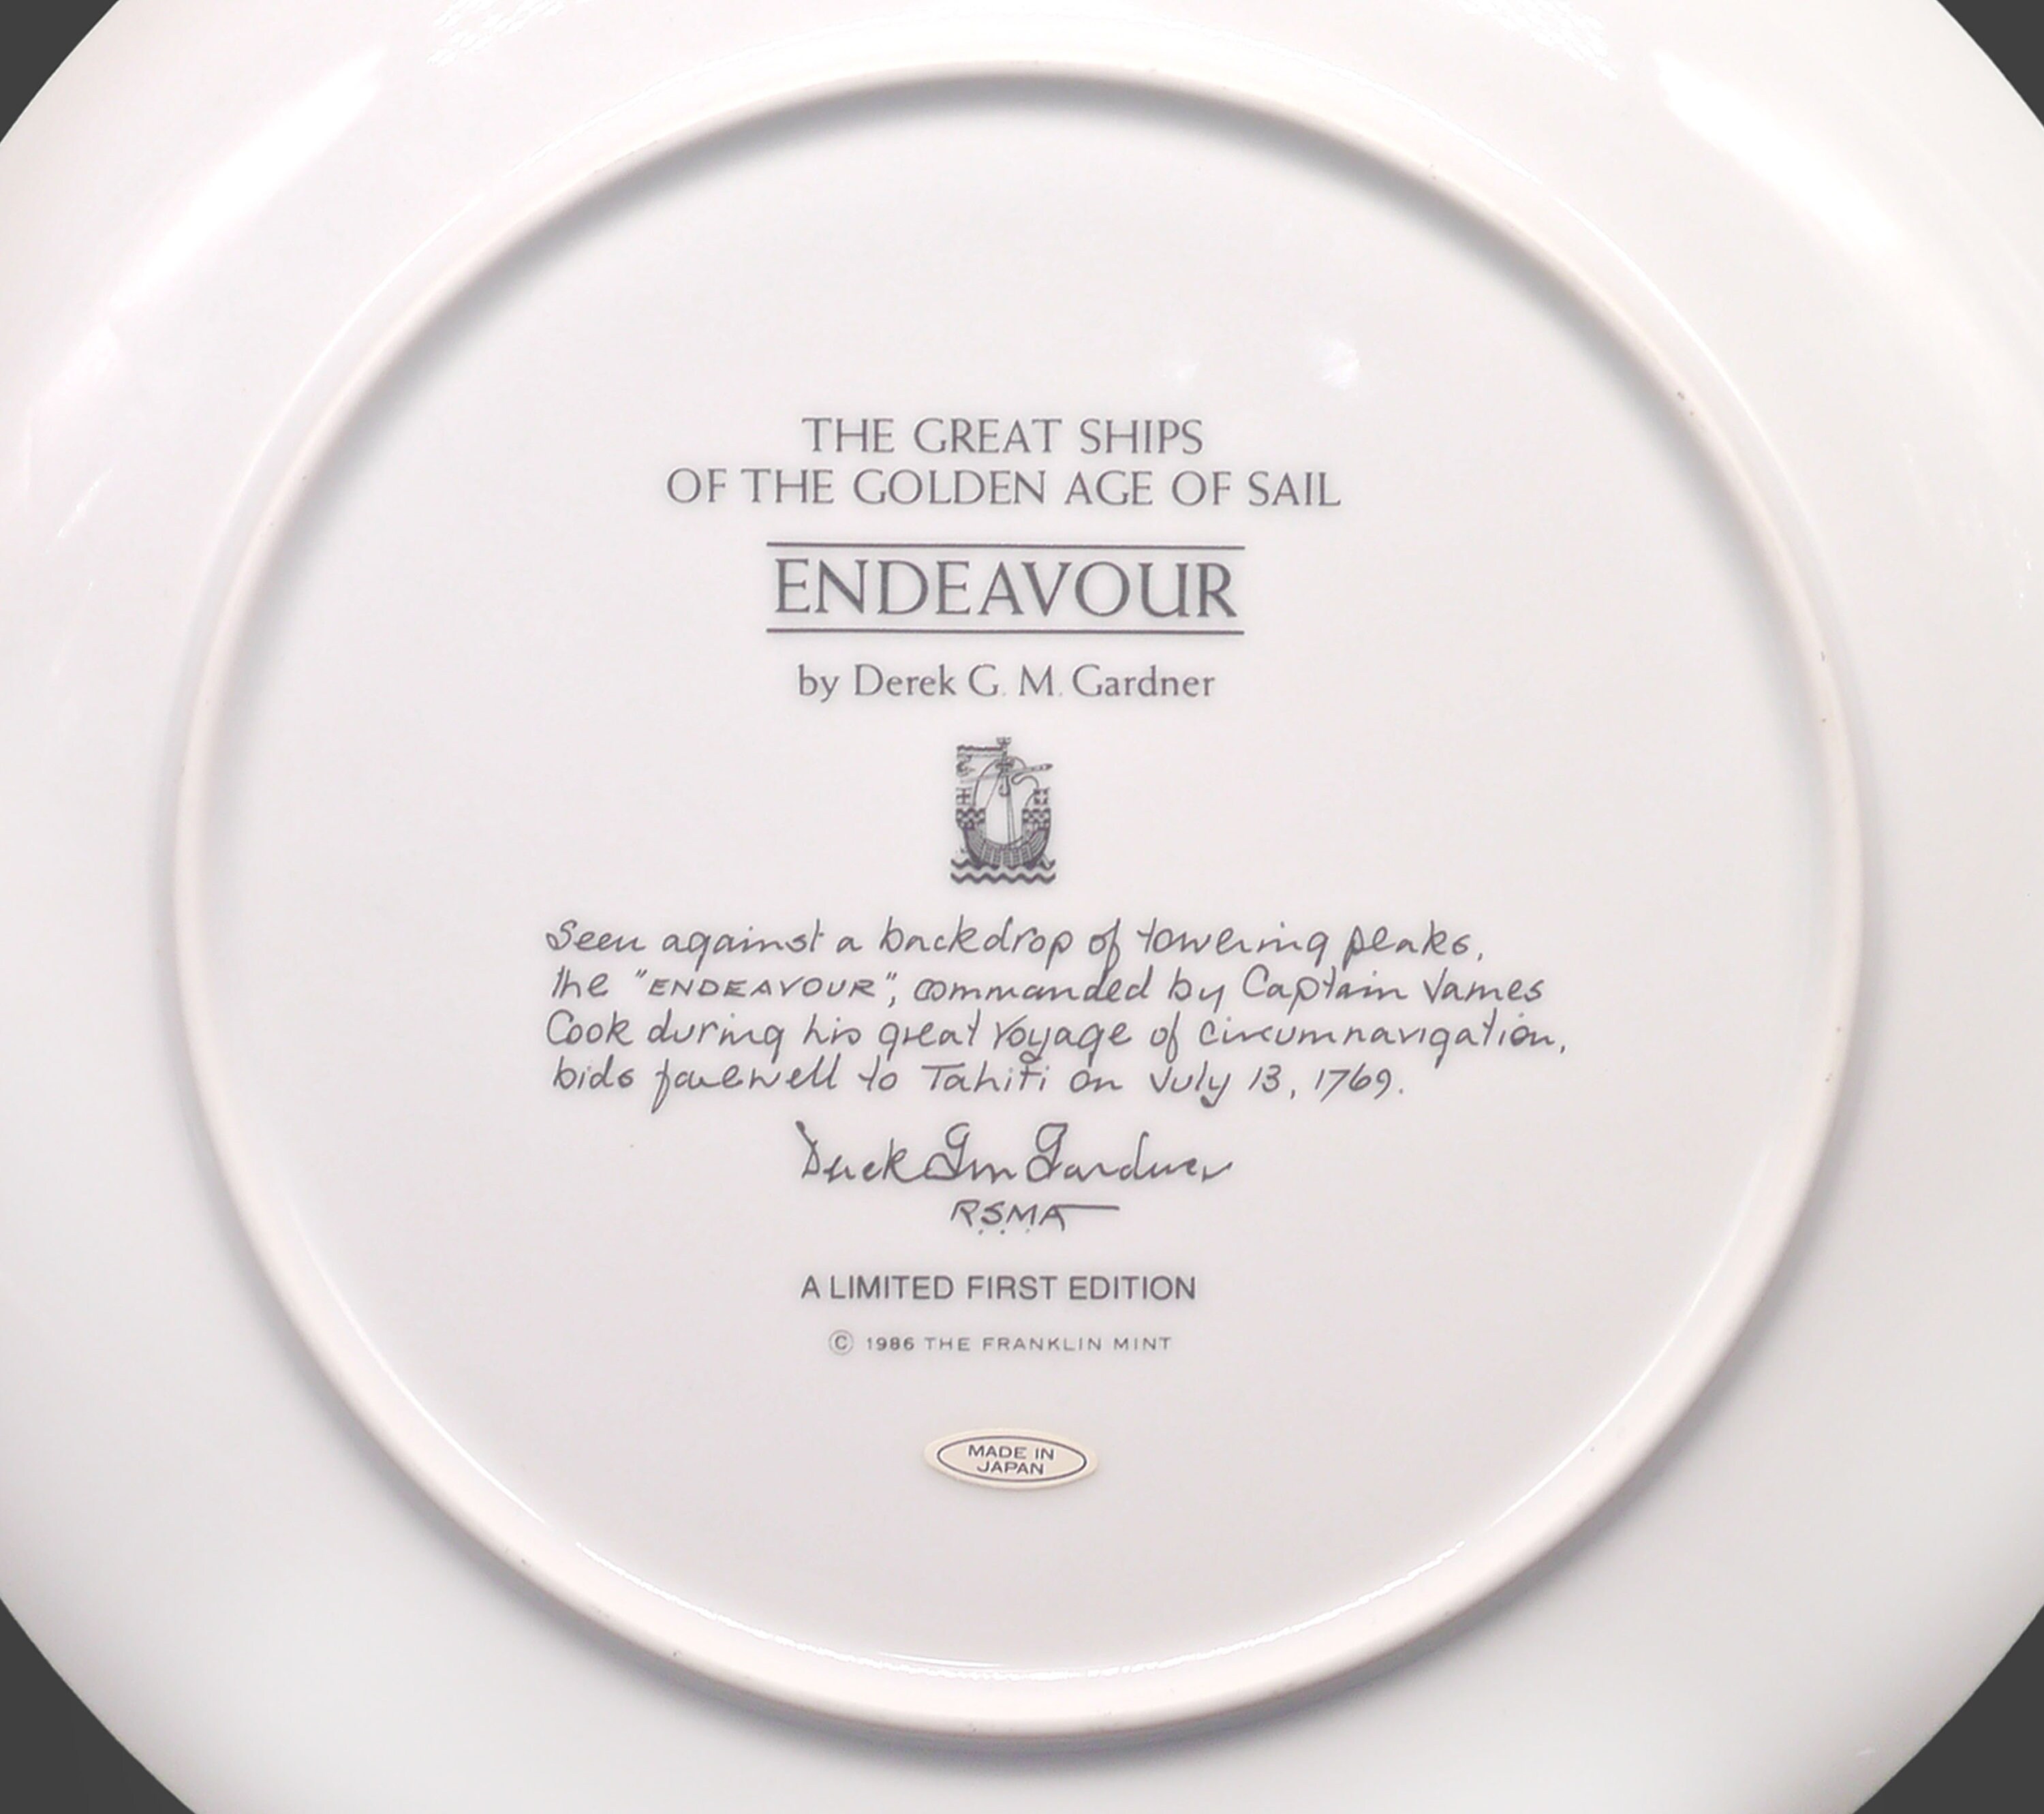 THE GREAT SHIPS
OF THE GOLDEN AGE OF SAIL
ENDEAVOUR
by Derek G. M. Gardner
Seen against a backdrop of towering peaks,
the "ENDEAVOUR", commanded by Captain James
Cook during his great voyage of circumnavigation,
bids farewell to Tahiti on July 13, 1769.
Derek Gm Gardner
R.S.M.A
A LIMITED FIRST EDITION
© 1986 THE FRANKLIN MINT
MADE IN
JAPAN